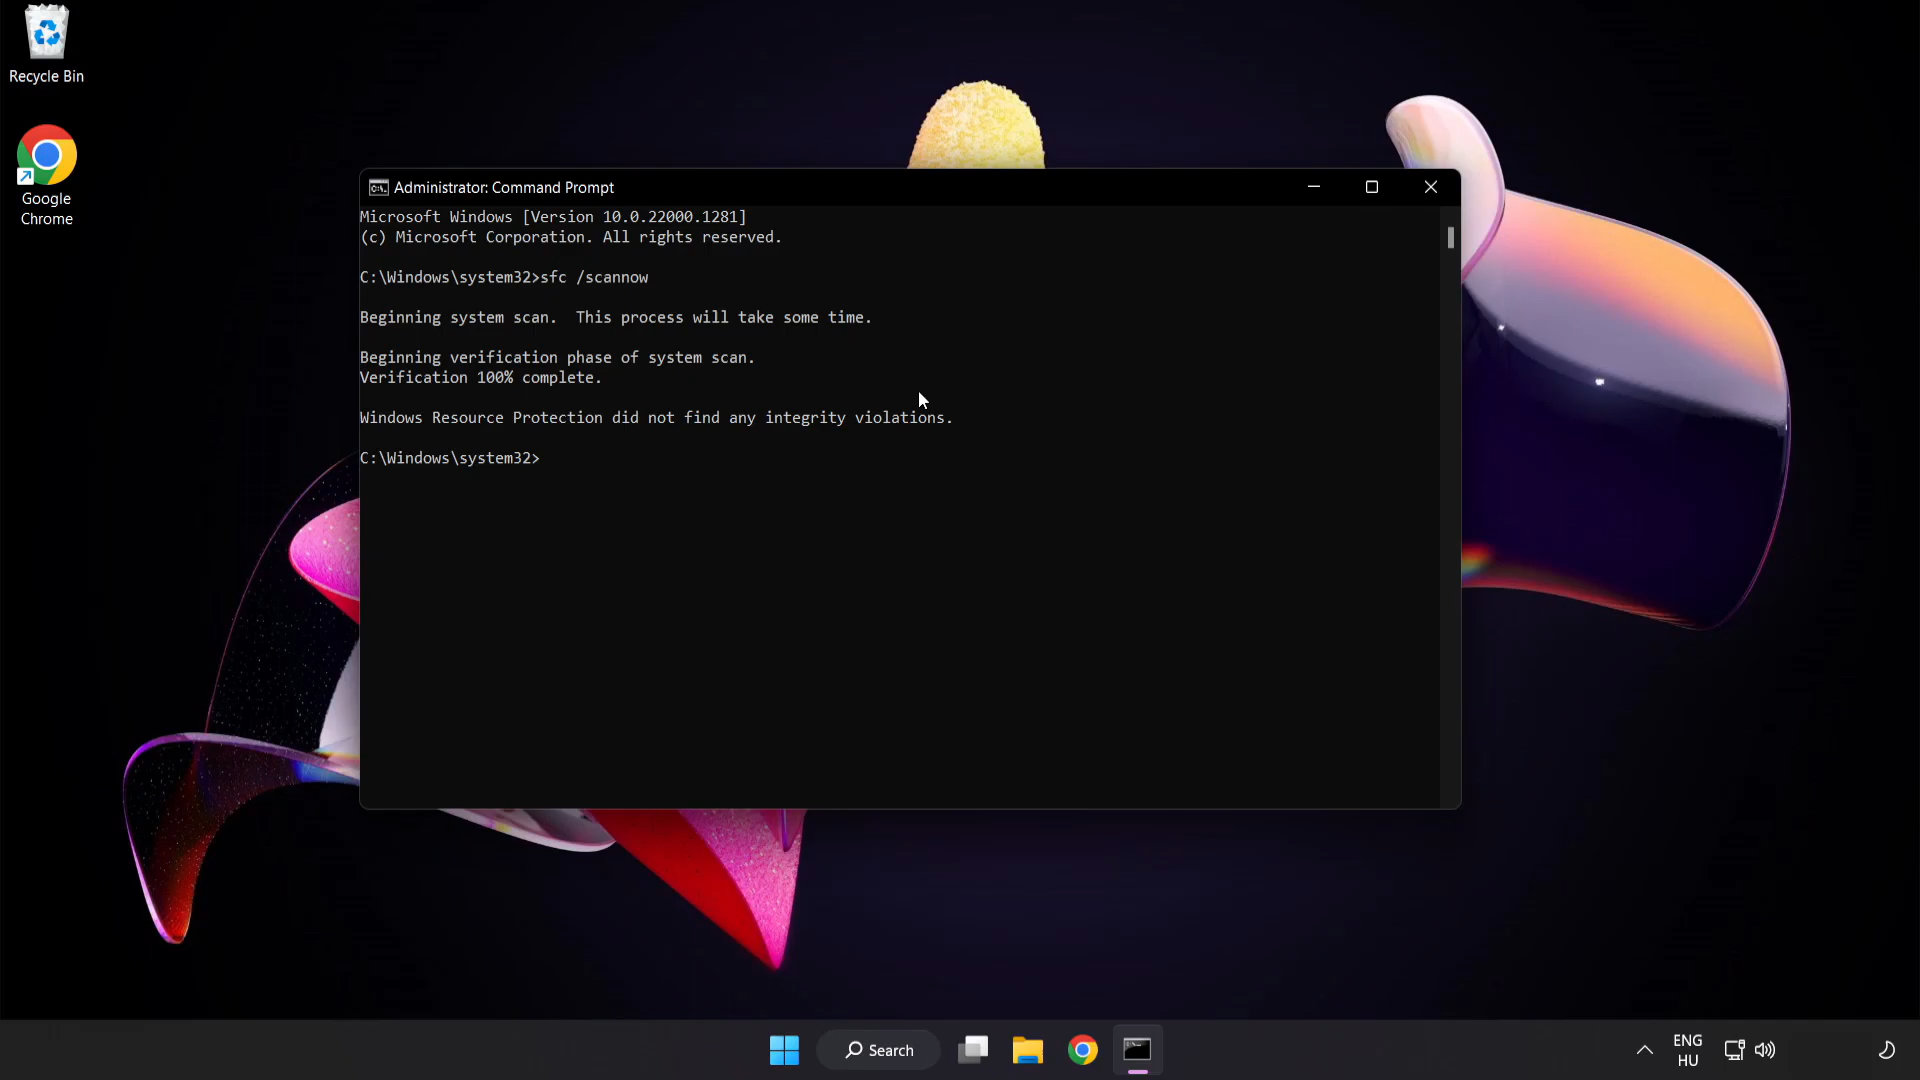 Recycle Bin
Google
Chrome
Administrator: Command Prompt
Microsoft Windows [Version 10.0.22000.1281]
(c) Microsoft Corporation. All rights reserved.
C:\Windows\system32>sfc /scannow
Beginning system scan.  This process will take some time.
Beginning verification phase of system scan.
Verification 100% complete.
Windows Resource Protection did not find any integrity violations.
C:\Windows\system32>
Search
ENG
HU